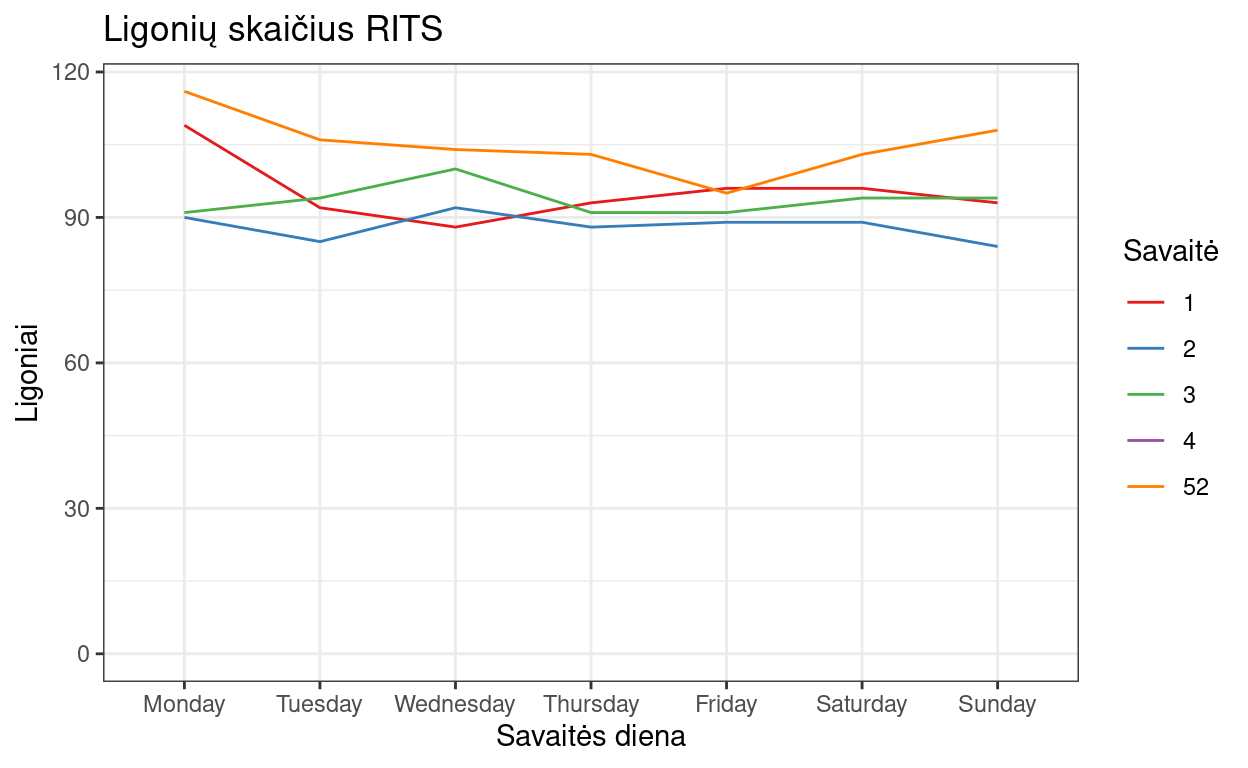 Ligonių skaičius RITS
120
90
60
30
0
Ligoniai
Monday Tuesday Wednesday Thursday Friday Saturday Sunday
Savaitės diena
Savaitė
1
2
3
4
52